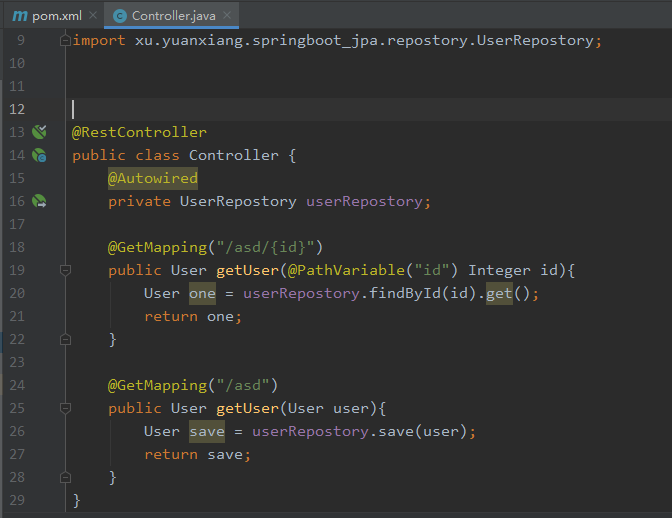 m pom.xml × C Controller.java ×
9 import xu.yuanxiang.springboot_jpa.repostory.UserRepostory;
10
11
12
13 @RestController
14 public class Controller {
15 @Autowired
16 private UserRepostory userRepostory;
17
18 @GetMapping("/asd/{id}")
19 public User getUser(@PathVariable("id") Integer id){
20 User one = userRepostory.findById(id).get();
21 return one;
22 }
23
24 @GetMapping("/asd")
25 public User getUser(User user){
26 User save = userRepostory.save(user);
27 return save;
28 }
29 }